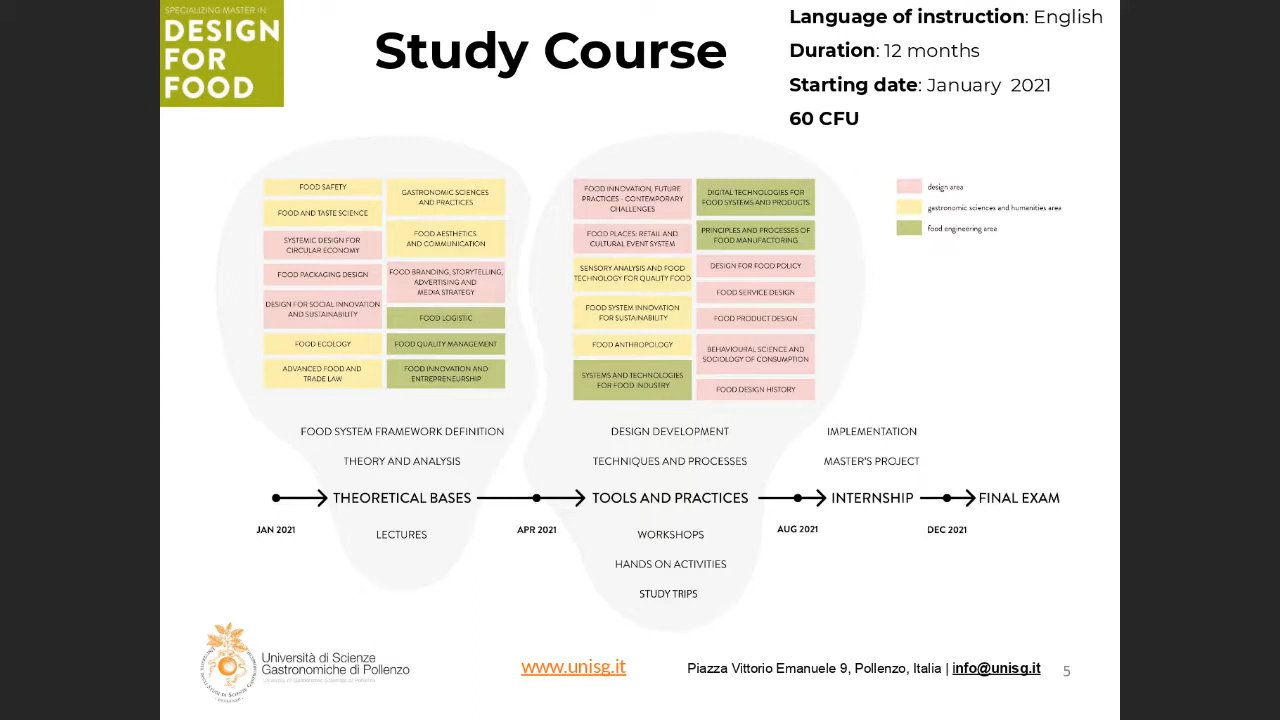 SPECIALIZING MASTER IN
DESIGN
FOR
FOOD
Study Course
Language of instruction: English
Duration: 12 months
Starting date: January 2021
60 CFU
FOOD SAFETY
FOOD AND TASTE SCIENCE
SYSTEMIC DESIGN FOR
CIRCULAR ECONOMY
FOOD PACKAGING DESIGN
DESIGN FOR SOCIAL INNOVATION
AND SUSTAINABILITY
FOOD ECOLOGY
ADVANCED FOOD AND
TRADE LAW
GASTRONOMIC SCIENCES
AND PRACTICES
FOOD AESTHETICS
AND COMMUNICATION
FOOD BRANDING, STORYTELLING,
ADVERTISING AND
MEDIA STRATEGY
FOOD LOGISTIC
FOOD QUALITY MANAGEMENT
FOOD INNOVATION AND
ENTREPRENEURSHIP
FOOD INNOVATION, FUTURE
PRACTICES - CONTEMPORARY
CHALLENGES
FOOD PLACES: RETAIL AND
CULTURAL EVENT SYSTEM
SENSORY ANALYSIS AND FOOD
TECHNOLOGY FOR QUALITY FOOD
FOOD SYSTEM INNOVATION
FOR SUSTAINABILITY
FOOD ANTHROPOLOGY
SYSTEMS AND TECHNOLOGIES
FOR FOOD INDUSTRY
DIGITAL TECHNOLOGIES FOR
FOOD SYSTEMS AND PRODUCTS
PRINCIPLES AND PROCESSES OF
FOOD MANUFACTORING
DESIGN FOR FOOD POLICY
FOOD SERVICE DESIGN
FOOD PRODUCT DESIGN
BEHAVIOURAL SCIENCE AND
SOCIOLOGY OF CONSUMPTION
FOOD DESIGN HISTORY
design area
gastronomic sciences and humanities area
food engineering area
FOOD SYSTEM FRAMEWORK DEFINITION
THEORY AND ANALYSIS
DESIGN DEVELOPMENT
TECHNIQUES AND PROCESSES
IMPLEMENTATION
MASTER'S PROJECT
THEORETICAL BASES
TOOLS AND PRACTICES
INTERNSHIP
FINAL EXAM
JAN 2021
APR 2021
AUG 2021
DEC 2021
LECTURES
WORKSHOPS
HANDS ON ACTIVITIES
STUDY TRIPS
Università di Scienze
Gastronomiche di Pollenzo
www.unisg.it
Piazza Vittorio Emanuele 9, Pollenzo, Italia | info@unisg.it
5